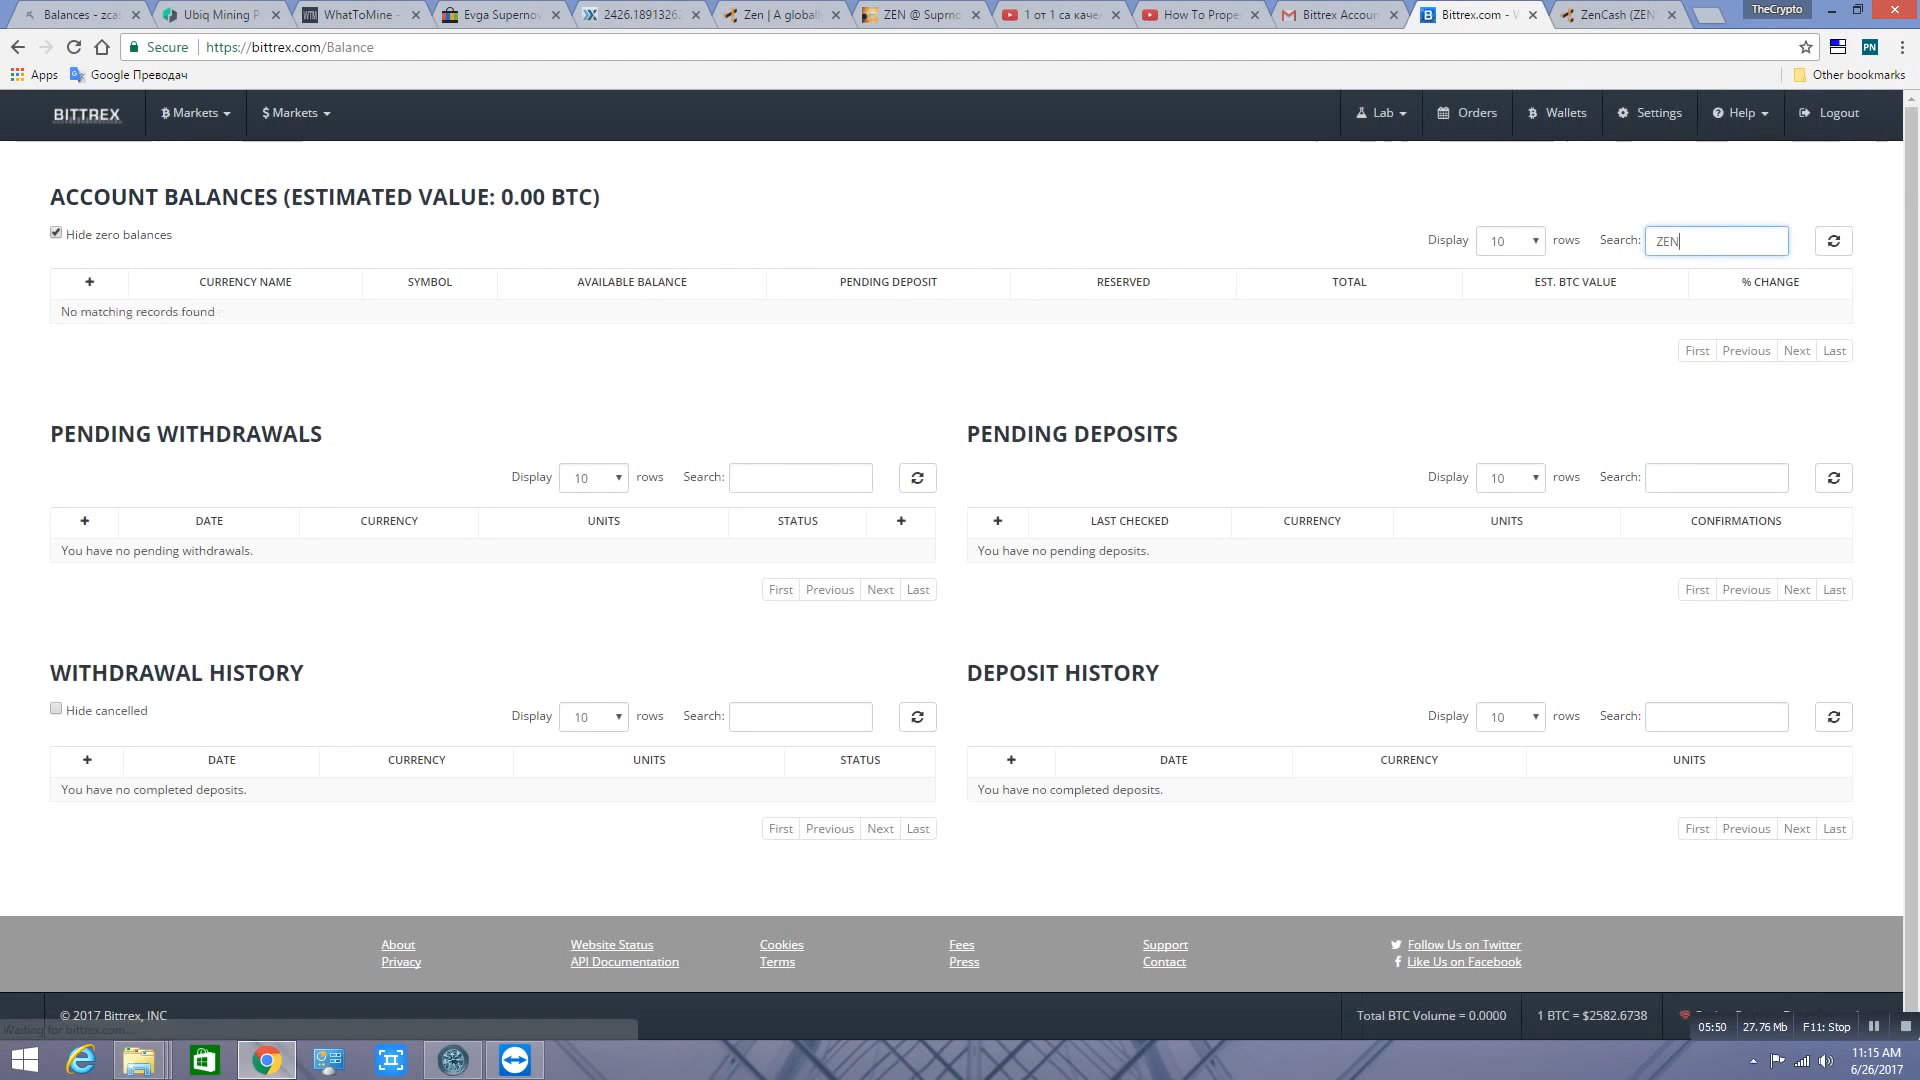 Balances - zca
Ubiq Mining P
WhatToMine -
Evga Supernov
2426.18913262
Zen | A globall
ZEN @ Suprno
1 от 1 са каче
How To Prope
Bittrex Accoun
Bittrex.com - W
ZenCash (ZEN
TheCrypto
Secure
https://bittrex.com/Balance
PN
Apps
Google Преводач
Other bookmarks
BITTREX
Markets
$ Markets
Lab
Orders
Wallets
Settings
Help
Logout
ACCOUNT BALANCES (ESTIMATED VALUE: 0.00 BTC)
Hide zero balances
Display 10 rows Search: ZEN
CURRENCY NAME SYMBOL AVAILABLE BALANCE PENDING DEPOSIT RESERVED TOTAL EST. BTC VALUE % CHANGE
No matching records found
First Previous Next Last
PENDING WITHDRAWALS
Display 10 rows Search:
DATE CURRENCY UNITS STATUS
You have no pending withdrawals.
First Previous Next Last
PENDING DEPOSITS
Display 10 rows Search:
LAST CHECKED CURRENCY UNITS CONFIRMATIONS
You have no pending deposits.
First Previous Next Last
WITHDRAWAL HISTORY
Hide cancelled
Display 10 rows Search:
DATE CURRENCY UNITS STATUS
You have no completed deposits.
First Previous Next Last
DEPOSIT HISTORY
Display 10 rows Search:
DATE CURRENCY UNITS
You have no completed deposits.
First Previous Next Last
About
Privacy
Website Status
API Documentation
Cookies
Terms
Fees
Press
Support
Contact
Follow Us on Twitter
Like Us on Facebook
© 2017 Bittrex, INC
Waiting for bittrex.com...
Total BTC Volume = 0.0000
1 BTC = $2582.6738
05:50
27.76 Mb
F11: Stop
11:15 AM
6/26/2017